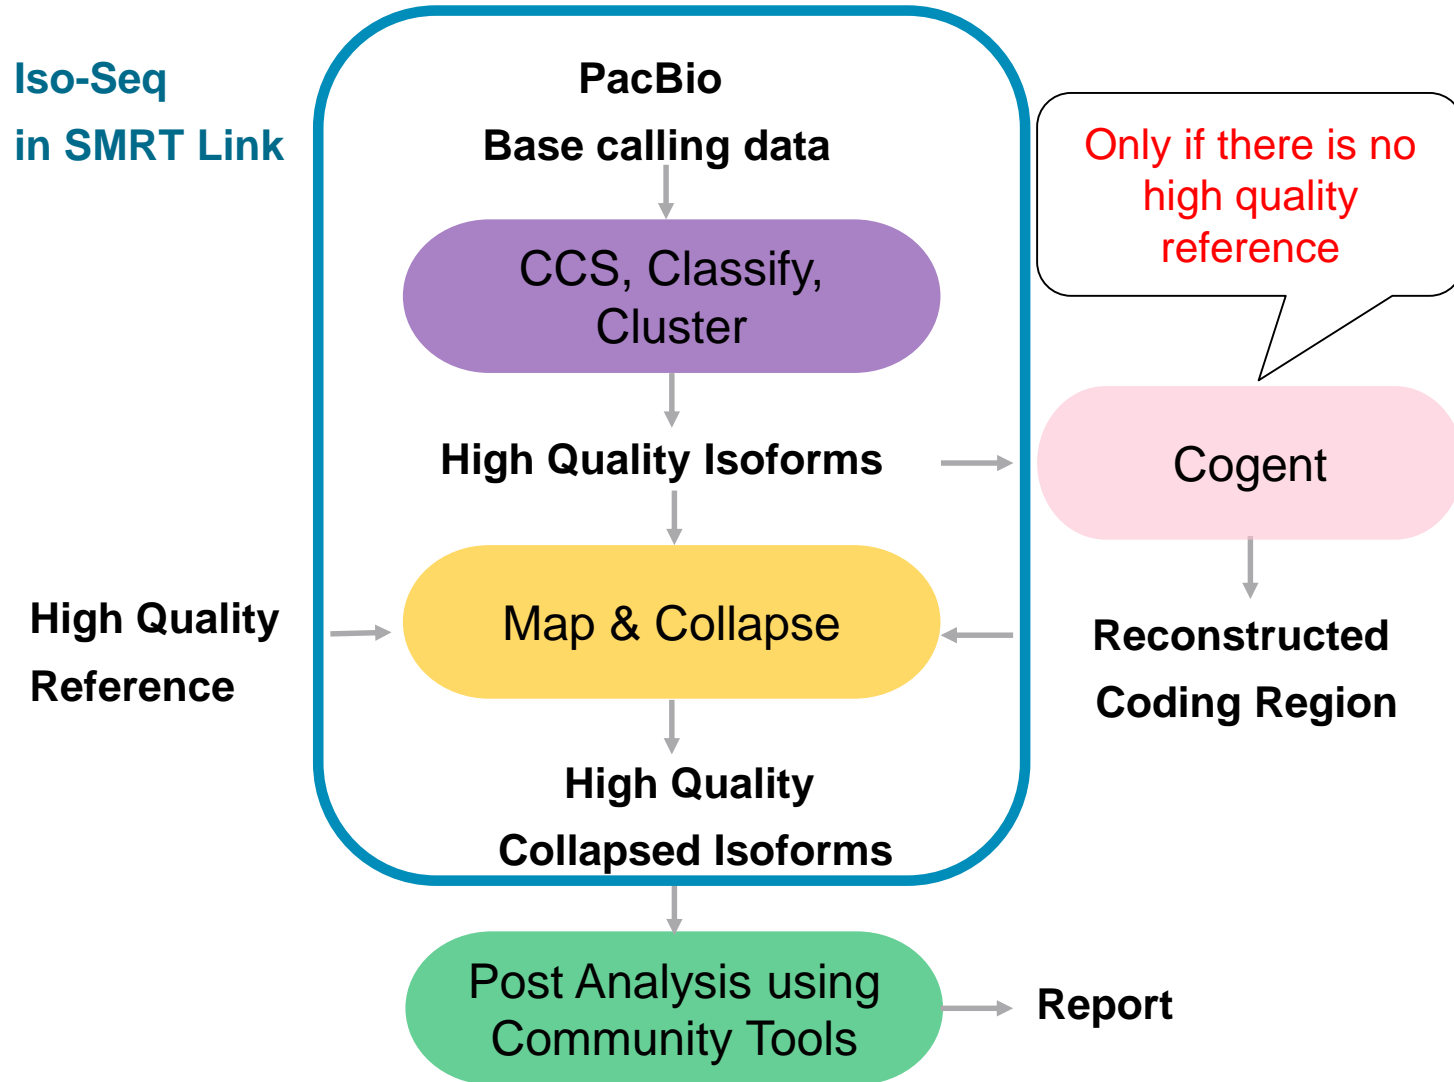 Iso-Seq
in SMRT Link
PacBio
Base calling data
Only if there is no
high quality
reference
CCS, Classify,
Cluster
High Quality Isoforms
Cogent
High Quality
Reference
Map & Collapse
Reconstructed
Coding Region
High Quality
Collapsed Isoforms
Post Analysis using
Community Tools
Report